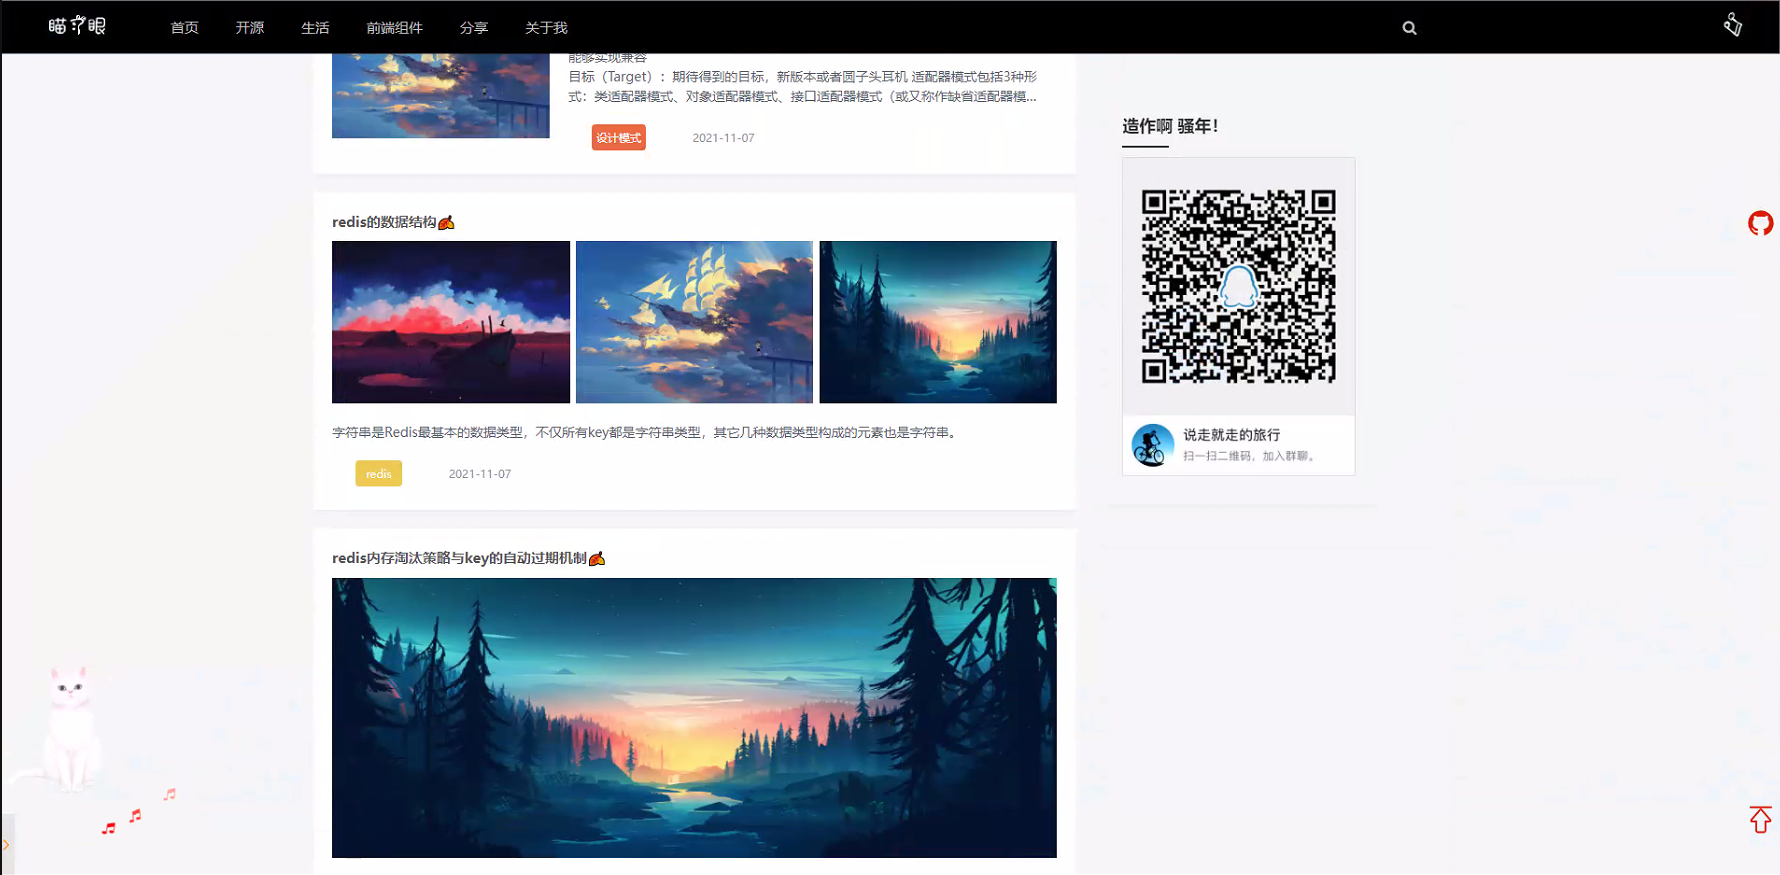 瞄眼
首页 开源 生活 前端组件 分享 关于我
能够实现兼容
目标（Target）：期待得到的目标，新版本或者圆子头耳机 适配器模式包括3种形
式：类适配器模式、对象适配器模式、接口适配器模式（或又称作缺省适配器模...
设计模式 2021-11-07
造作啊 骚年！
redis的数据结构
字符串是Redis最基本的数据类型，不仅所有key都是字符串类型，其它几种数据类型构成的元素也是字符串。
redis 2021-11-07
说走就走的旅行
扫一扫二维码，加入群聊。
redis内存淘汰策略与key的自动过期机制